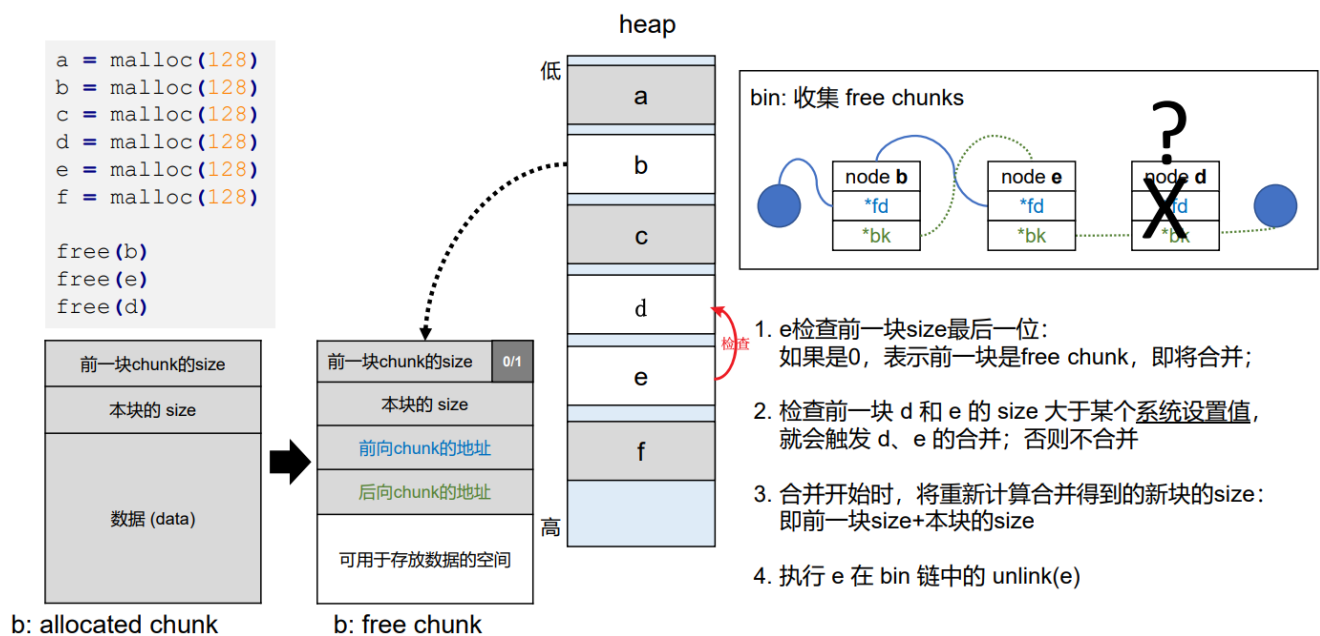 heap
a = malloc(128)
b = malloc(128)
c = malloc(128)
d = malloc(128)
e = malloc(128)
f = malloc(128)
free(b)
free(e)
free(d)
前一块chunk的size
本块的 size
数据 (data)
b: allocated chunk
前一块chunk的size
0/1
本块的 size
前向chunk的地址
后向chunk的地址
可用于存放数据的空间
b: free chunk
低
a
b
c
d
e
f
高
检查
bin: 收集 free chunks
node b
*fd
*bk
node e
*fd
*bk
?
X
node d
*fd
*bk
1. e检查前一块size最后一位：
如果是0，表示前一块是free chunk，即将合并；
2. 检查前一块 d 和 e 的 size 大于某个系统设置值，
就会触发 d、e 的合并；否则不合并
3. 合并开始时，将重新计算合并得到的新块的size：
即前一块size+本块的size
4. 执行 e 在 bin 链中的 unlink(e)